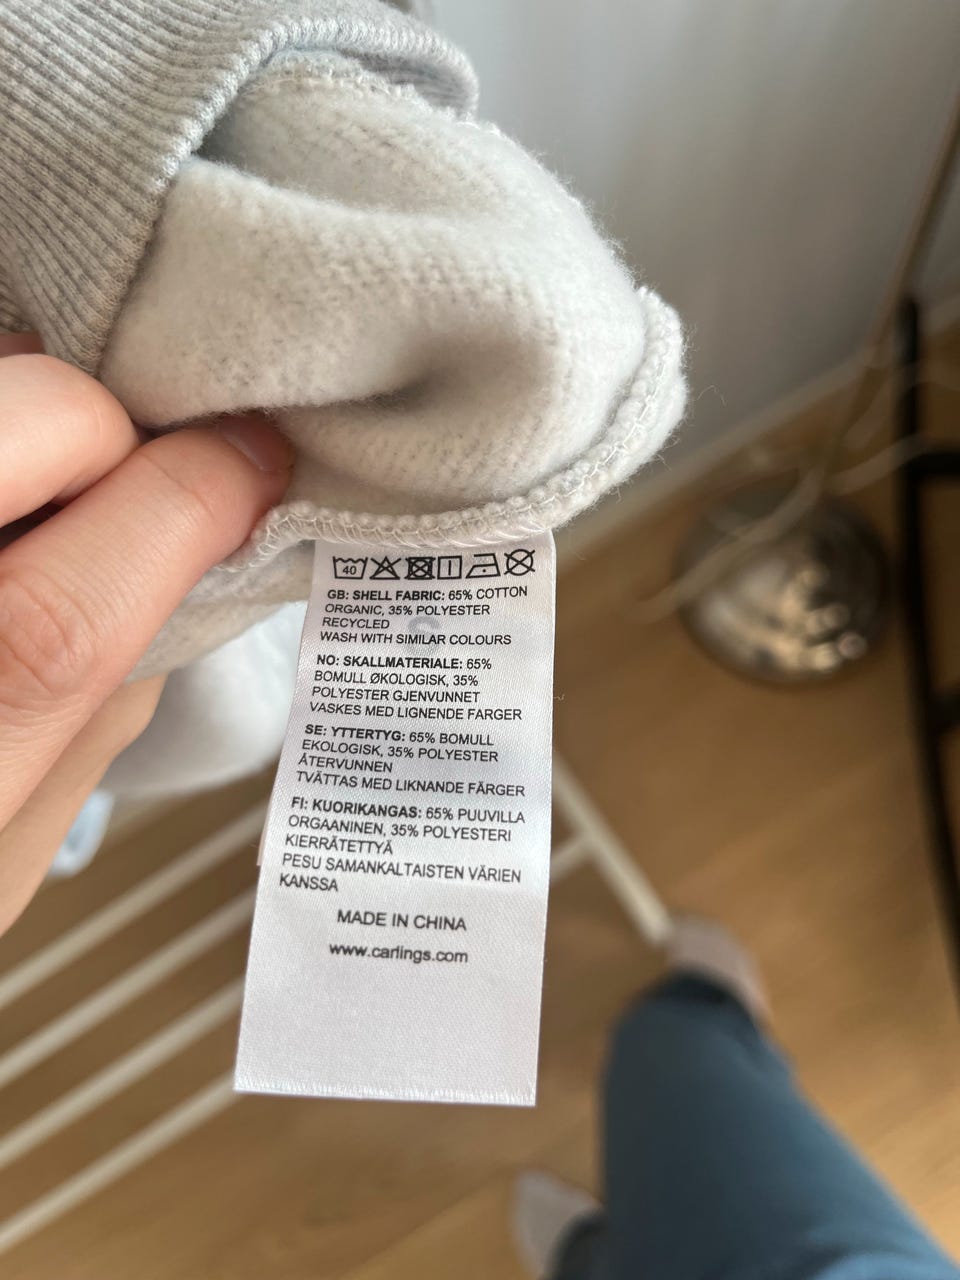 40
GB: SHELL FABRIC: 65% COTTON
ORGANIC, 35% POLYESTER
RECYCLED
WASH WITH SIMILAR COLOURS
NO: SKALLMATERIALE: 65%
BOMULL ØKOLOGISK, 35%
POLYESTER GJENVUNNET
VASKES MED LIGNENDE FARGER
SE: YTTERTYG: 65% BOMULL
EKOLOGISK, 35% POLYESTER
ÅTERVUNNEN
TVÄTTAS MED LIKNANDE FÄRGER
FI: KUORIKANGAS: 65% PUUVILLA
ORGAANINEN, 35% POLYESTERI
KIERRÄTETTYÄ
PESU SAMANKALTAISTEN VÄRIEN
KANSSA
MADE IN CHINA
www.carlings.com